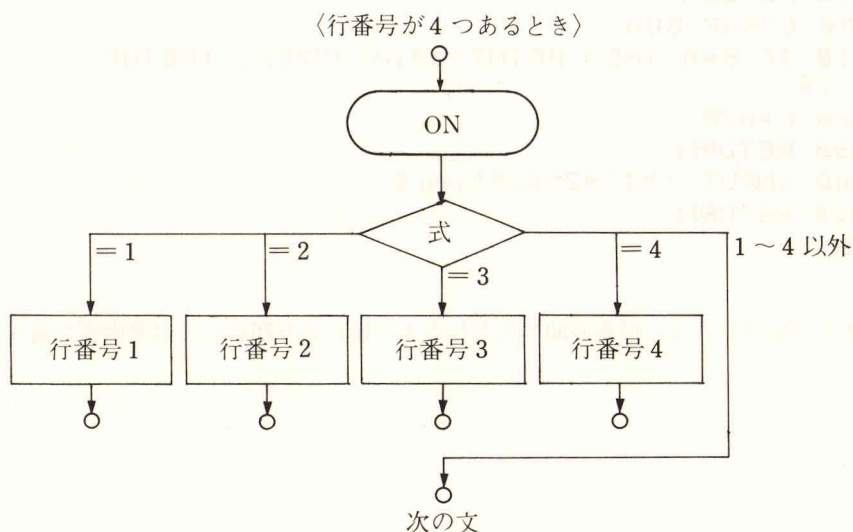 〈行番号が4つあるとき〉
ON
式
=1
=2
=3
=4
1~4以外
行番号1
行番号2
行番号3
行番号4
次の文